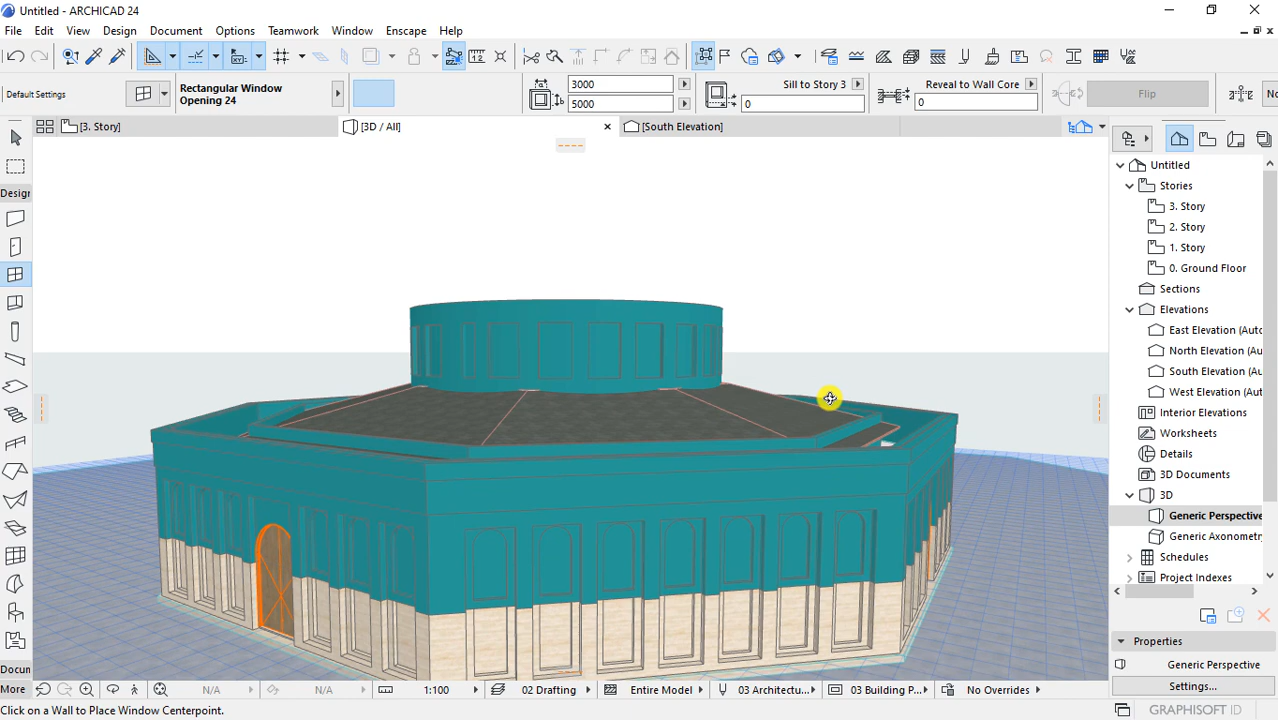 Untitled - ARCHICAD 24
File Edit View Design Document Options Teamwork Window Enscape Help
Default Settings
Rectangular Window
Opening 24
3000
5000
Sill to Story 3
0
Reveal to Wall Core
0
Flip
No
[3. Story]
[3D / All]
[South Elevation]
Design
Untitled
Stories
3. Story
2. Story
1. Story
0. Ground Floor
Sections
Elevations
East Elevation (Aut
North Elevation (Au
South Elevation (Aut
West Elevation (Aut
Interior Elevations
Worksheets
Details
3D Documents
3D
Generic Perspective
Generic Axonometr
Schedules
Project Indexes
Properties
Generic Perspective
Settings...
Docun
More
N/A
N/A
1:100
02 Drafting
Entire Model
03 Architectu...
03 Building P...
No Overrides
Click on a Wall to Place Window Centerpoint.
GRAPHISOFT ID